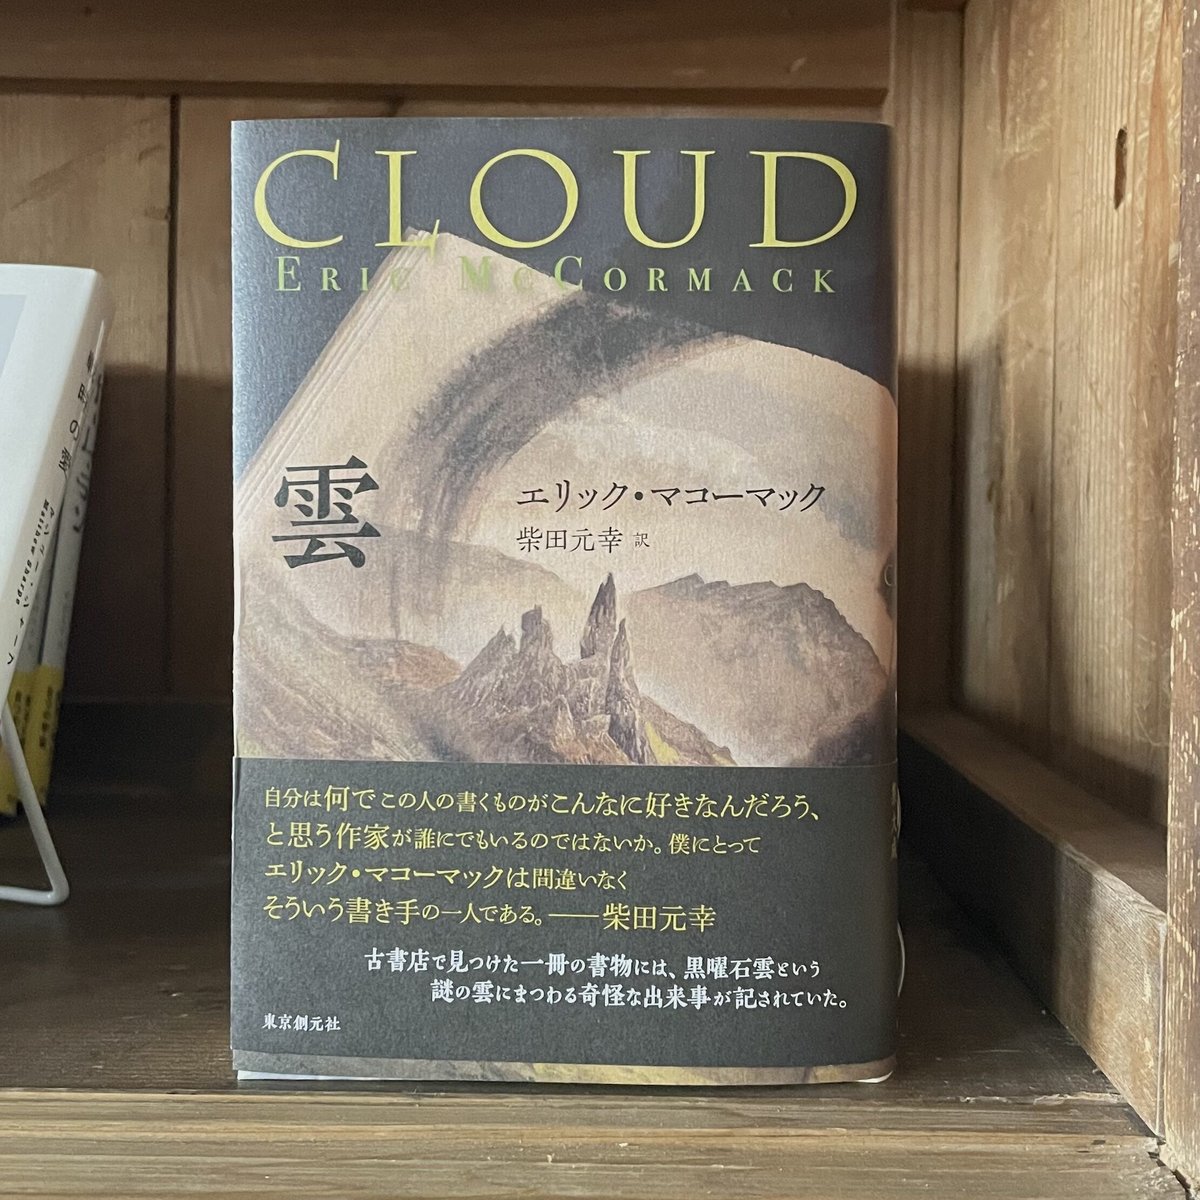 CLOUD
ERIC MCCORMACK
雲
エリック・マコーマック
柴田元幸 訳
自分は何でこの人の書くものがこんなに好きなんだろう、
と思う作家が誰にでもいるのではないか。僕にとって
エリック・マコーマックは間違いなく
そういう書き手の一人である。——柴田元幸
古書店で見つけた一冊の書物には、黒曜石雲という
謎の雲にまつわる奇怪な出来事が記されていた。
東京創元社